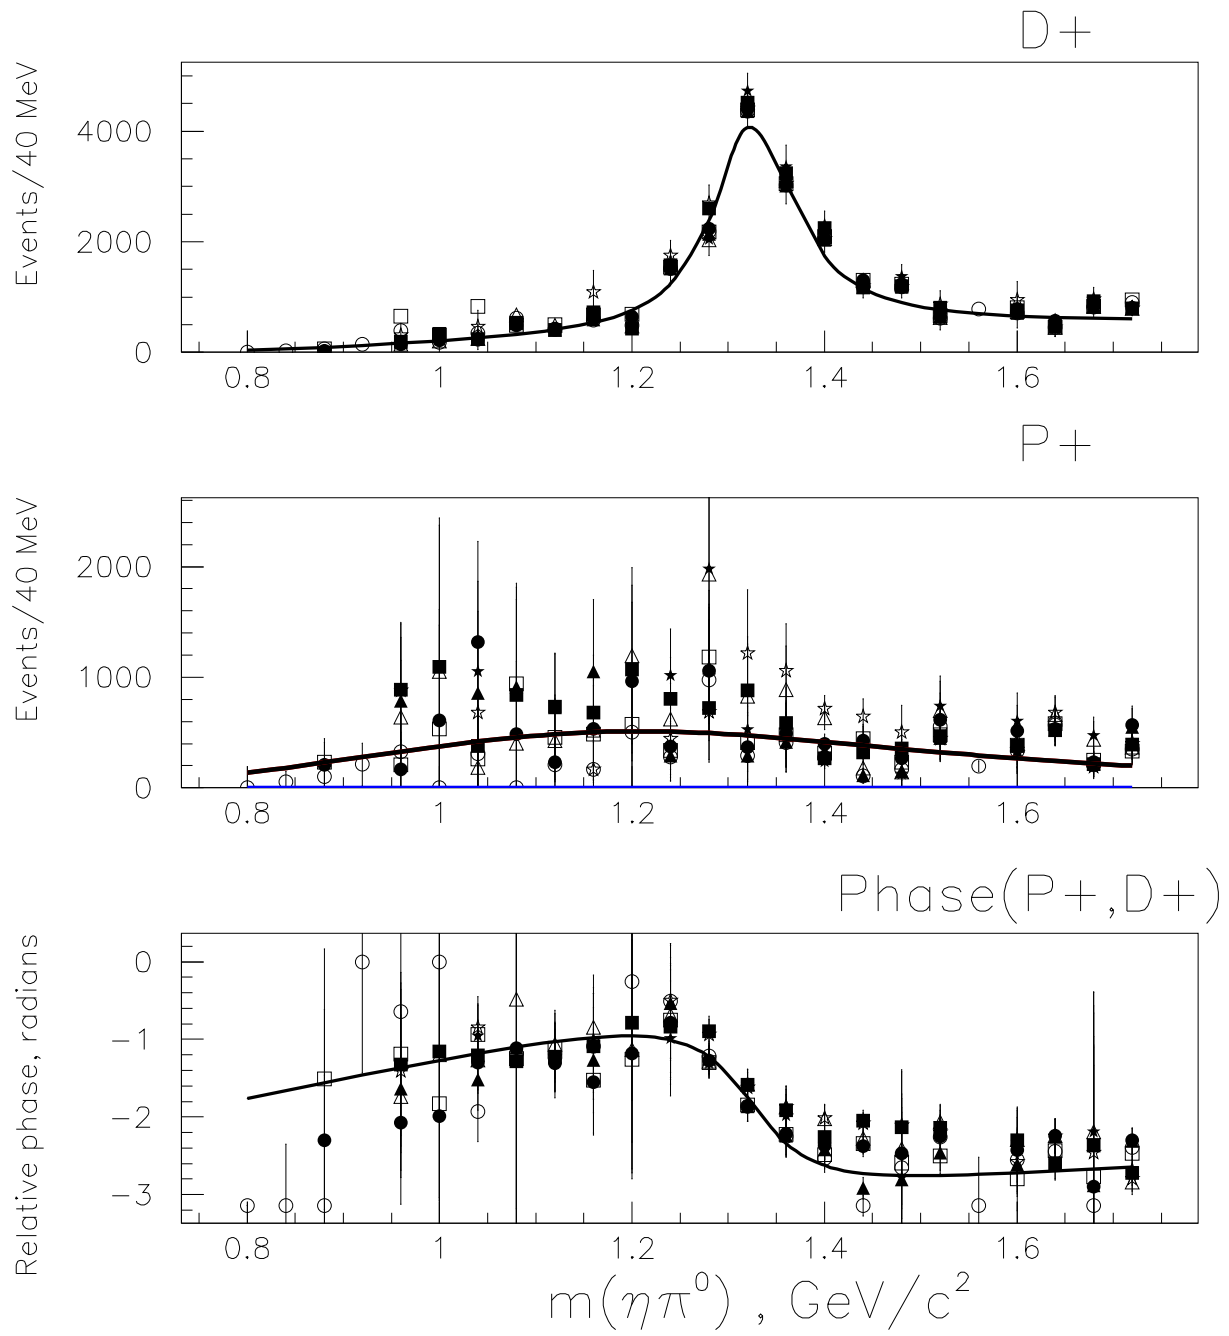 D+
Events/40 MeV
4000
2000
0
0.8 1 1.2 1.4 1.6
P+
Events/40 MeV
2000
1000
0
0.8 1 1.2 1.4 1.6
Phase(P+,D+)
Relative phase, radians
0
-1
-2
-3
0.8 1 1.2 1.4 1.6
m(ηπ⁰) , GeV/c²